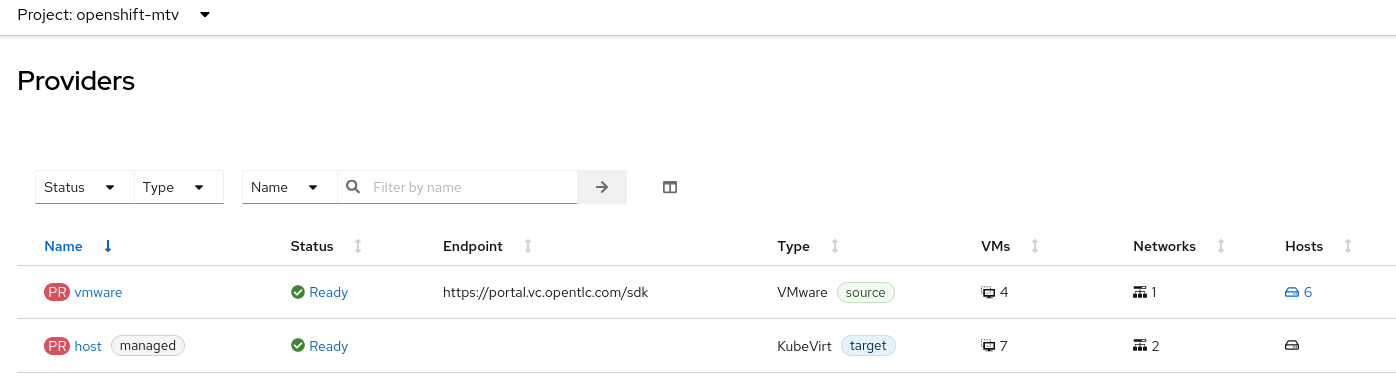 Project: openshift-mtv
Providers
Status Type Name Filter by name
Name Status Endpoint Type VMs Networks Hosts
PR vmware Ready https://portal.vc.opentlc.com/sdk VMware source 4 1 6
PR host managed Ready KubeVirt target 7 2